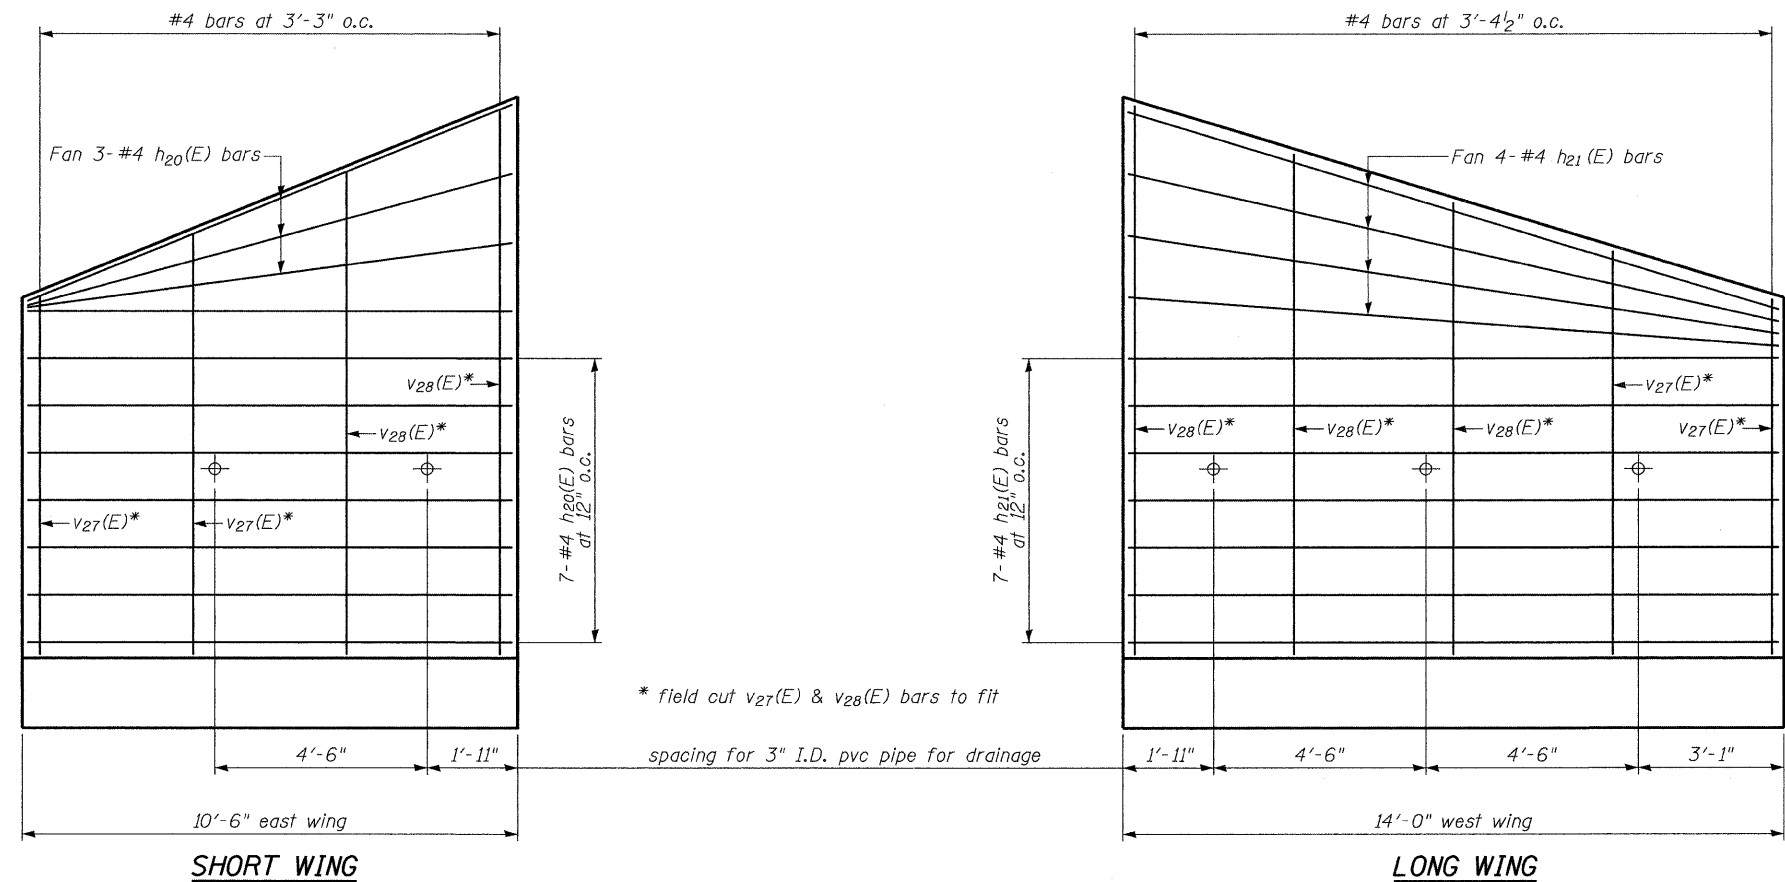 #4 bars at 3'-3" o.c.
Fan 3-#4 h20(E) bars
v28(E)*
v28(E)*
v27(E)*
v27(E)*
7-#4 h20(E) bars
at 12" o.c.
4'-6"
1'-11"
10'-6" east wing
SHORT WING
* field cut v27(E) & v28(E) bars to fit
spacing for 3" I.D. pvc pipe for drainage
#4 bars at 3'-4½" o.c.
Fan 4-#4 h21(E) bars
v27(E)*
v28(E)*
v28(E)*
v28(E)*
v27(E)*
7-#4 h21(E) bars
at 12" o.c.
1'-11"
4'-6"
4'-6"
3'-1"
14'-0" west wing
LONG WING